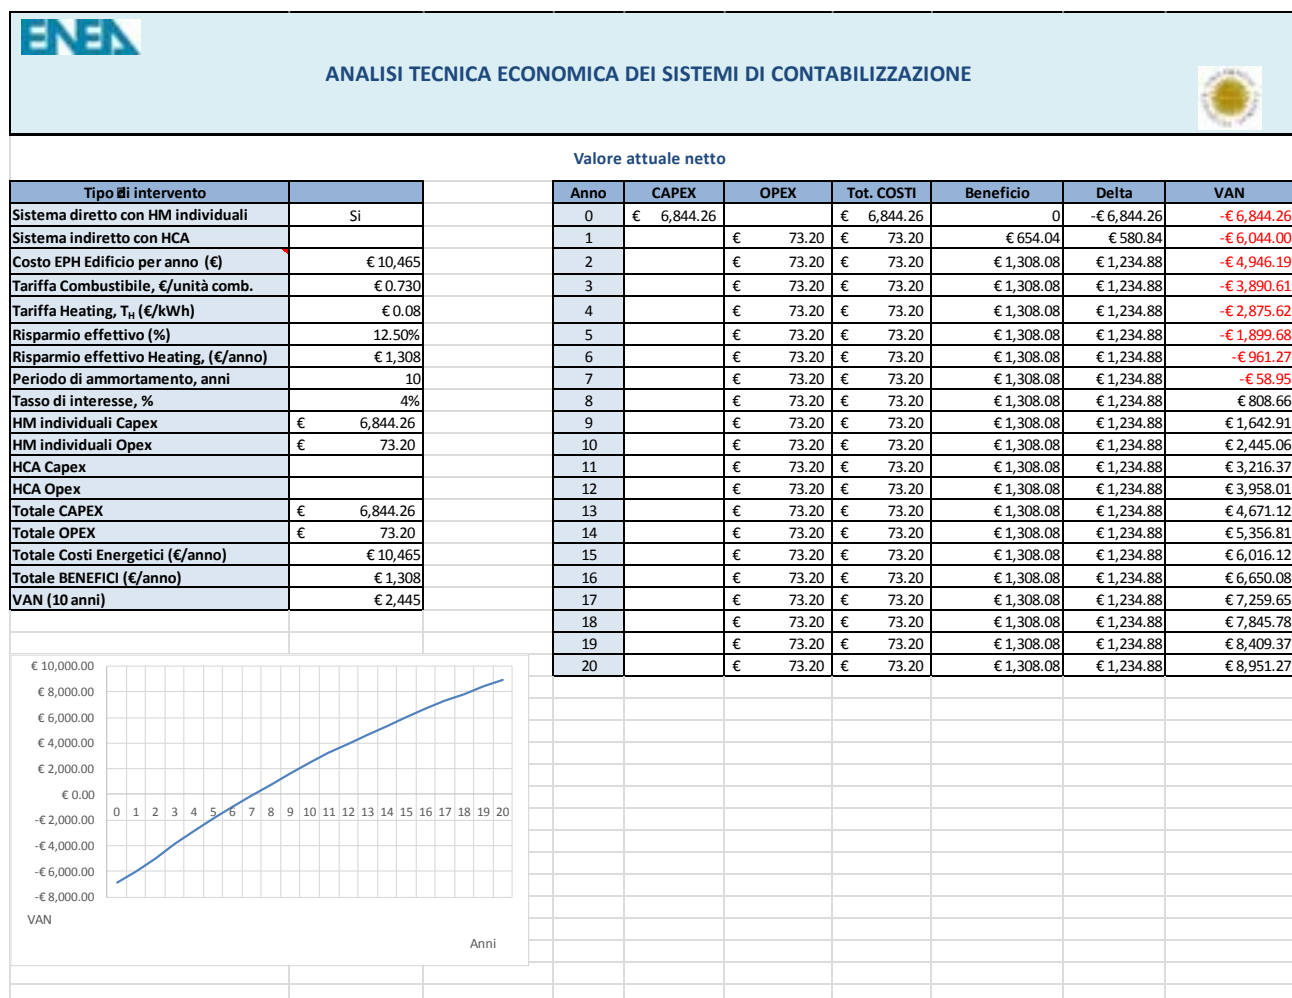 ENEA
ANALISI TECNICA ECONOMICA DEI SISTEMI DI CONTABILIZZAZIONE
Valore attuale netto
Tipo di intervento
Sistema diretto con HM individuali Si
Sistema indiretto con HCA
Costo EPH Edificio per anno (€) € 10,465
Tariffa Combustibile, €/unità comb. € 0.730
Tariffa Heating, TH (€/kWh) € 0.08
Risparmio effettivo (%) 12.50%
Risparmio effettivo Heating, (€/anno) € 1,308
Periodo di ammortamento, anni 10
Tasso di interesse, % 4%
HM individuali Capex € 6,844.26
HM individuali Opex € 73.20
HCA Capex
HCA Opex
Totale CAPEX € 6,844.26
Totale OPEX € 73.20
Totale Costi Energetici (€/anno) € 10,465
Totale BENEFICI (€/anno) € 1,308
VAN (10 anni) € 2,445
Anno CAPEX OPEX Tot. COSTI Beneficio Delta VAN
0 € 6,844.26 € 6,844.26 0 -€ 6,844.26 -€ 6,844.26
1 € 73.20 € 73.20 € 654.04 € 580.84 -€ 6,044.00
2 € 73.20 € 73.20 € 1,308.08 € 1,234.88 -€ 4,946.19
3 € 73.20 € 73.20 € 1,308.08 € 1,234.88 -€ 3,890.61
4 € 73.20 € 73.20 € 1,308.08 € 1,234.88 -€ 2,875.62
5 € 73.20 € 73.20 € 1,308.08 € 1,234.88 -€ 1,899.68
6 € 73.20 € 73.20 € 1,308.08 € 1,234.88 -€ 961.27
7 € 73.20 € 73.20 € 1,308.08 € 1,234.88 -€ 58.95
8 € 73.20 € 73.20 € 1,308.08 € 1,234.88 € 808.66
9 € 73.20 € 73.20 € 1,308.08 € 1,234.88 € 1,642.91
10 € 73.20 € 73.20 € 1,308.08 € 1,234.88 € 2,445.06
11 € 73.20 € 73.20 € 1,308.08 € 1,234.88 € 3,216.37
12 € 73.20 € 73.20 € 1,308.08 € 1,234.88 € 3,958.01
13 € 73.20 € 73.20 € 1,308.08 € 1,234.88 € 4,671.12
14 € 73.20 € 73.20 € 1,308.08 € 1,234.88 € 5,356.81
15 € 73.20 € 73.20 € 1,308.08 € 1,234.88 € 6,016.12
16 € 73.20 € 73.20 € 1,308.08 € 1,234.88 € 6,650.08
17 € 73.20 € 73.20 € 1,308.08 € 1,234.88 € 7,259.65
18 € 73.20 € 73.20 € 1,308.08 € 1,234.88 € 7,845.78
19 € 73.20 € 73.20 € 1,308.08 € 1,234.88 € 8,409.37
20 € 73.20 € 73.20 € 1,308.08 € 1,234.88 € 8,951.27
€ 10,000.00
€ 8,000.00
€ 6,000.00
€ 4,000.00
€ 2,000.00
€ 0.00
0 1 2 3 4 5 6 7 8 9 10 11 12 13 14 15 16 17 18 19 20
-€ 2,000.00
-€ 4,000.00
-€ 6,000.00
-€ 8,000.00
VAN
Anni